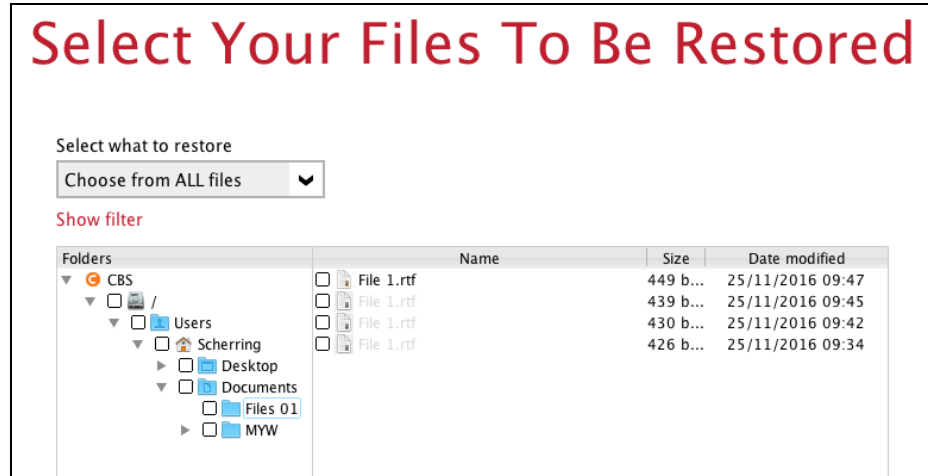 Select Your Files To Be Restored
Select what to restore
Choose from ALL files
Show filter
Folders Name Size Date modified
CBS File 1.rtf 449 b... 25/11/2016 09:47
/ File 1.rtf 439 b... 25/11/2016 09:45
Users File 1.rtf 430 b... 25/11/2016 09:42
Scherring File 1.rtf 426 b... 25/11/2016 09:34
Desktop
Documents
Files 01
MYW